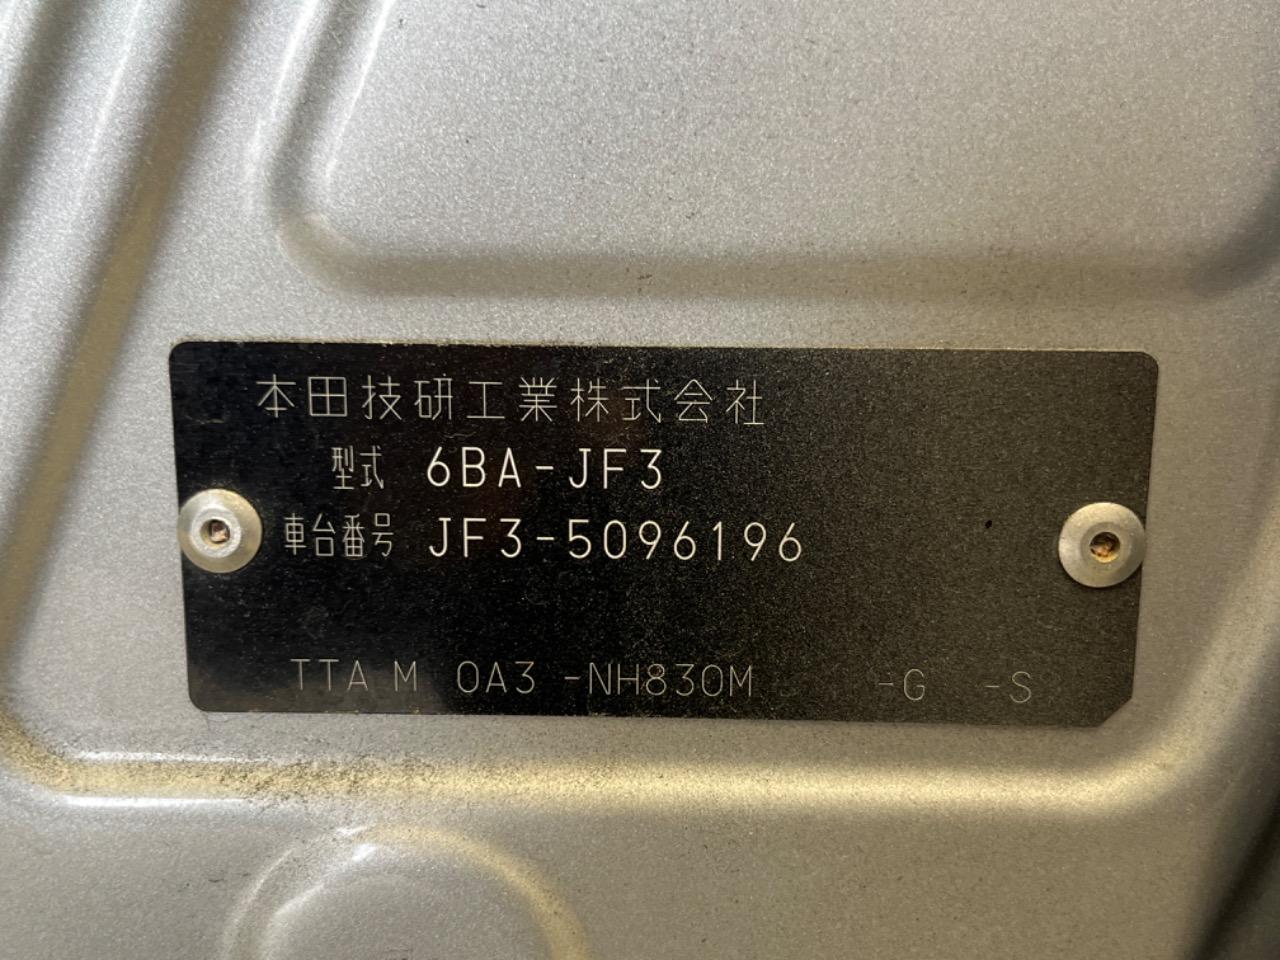 本田技研工業株式会社
型式 6BA-JF3
車台番号 JF3-5096196
TTA M 0A3 -NH830M -G -S